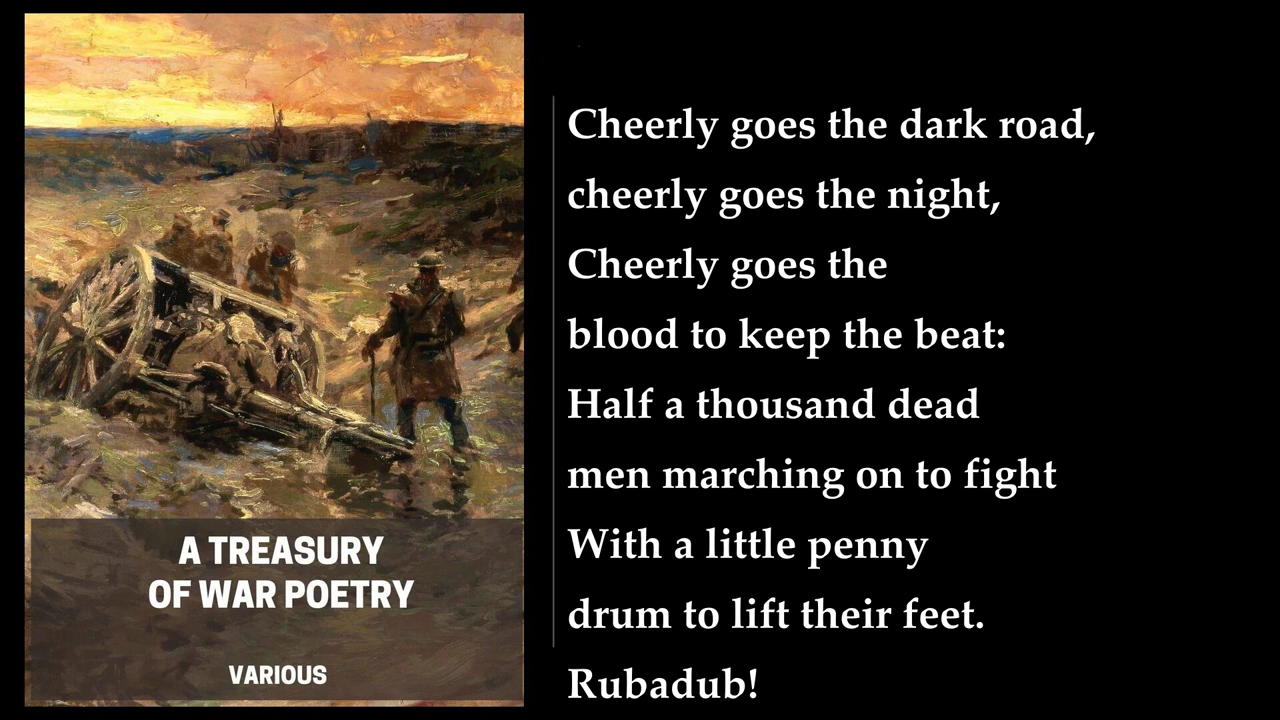 A TREASURY
OF WAR POETRY
VARIOUS
Cheerly goes the dark road,
cheerly goes the night,
Cheerly goes the
blood to keep the beat:
Half a thousand dead
men marching on to fight
With a little penny
drum to lift their feet.
Rubadub!